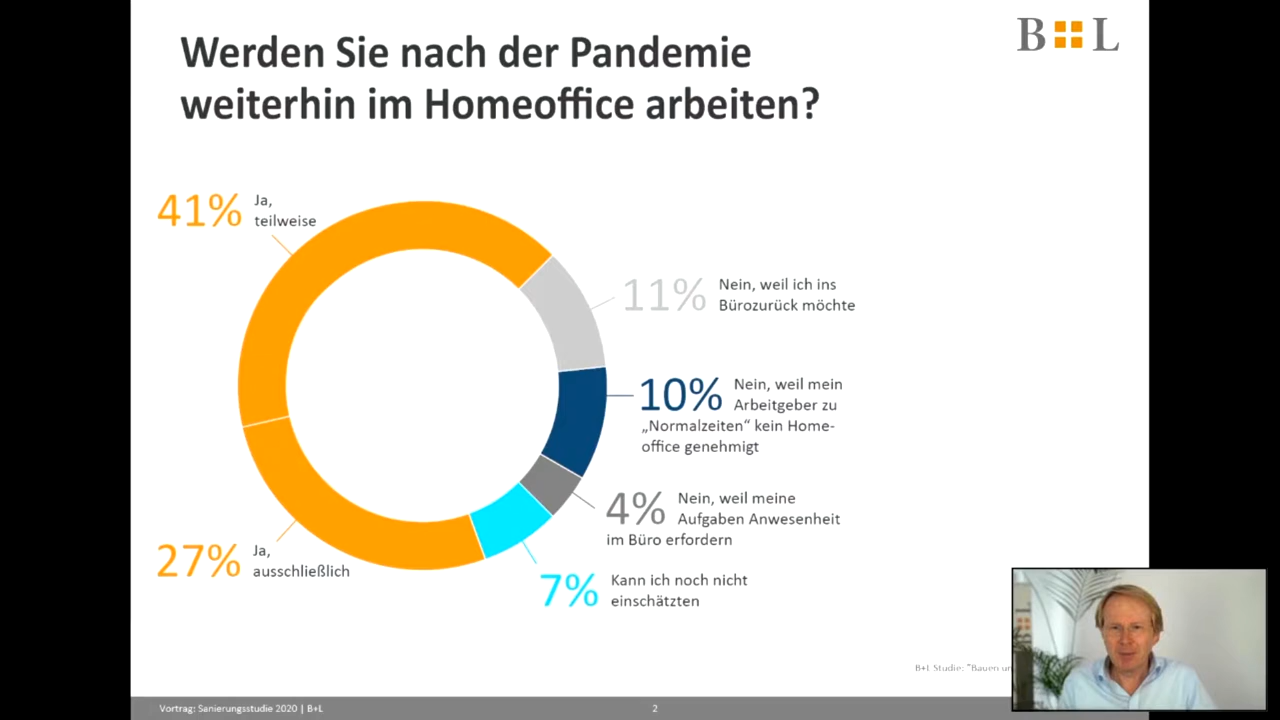 Werden Sie nach der Pandemie
weiterhin im Homeoffice arbeiten?
B L
41% Ja,
teilweise
11% Nein, weil ich ins
Bürozurück möchte
10% Nein, weil mein
Arbeitgeber zu
„Normalzeiten“ kein Home-
office genehmigt
4% Nein, weil meine
Aufgaben Anwesenheit
im Büro erfordern
27% Ja,
ausschließlich
7% Kann ich noch nicht
einschätzten
B+L Studie: "Bauen
Vortrag: Sanierungsstudie 2020 | B+L
2